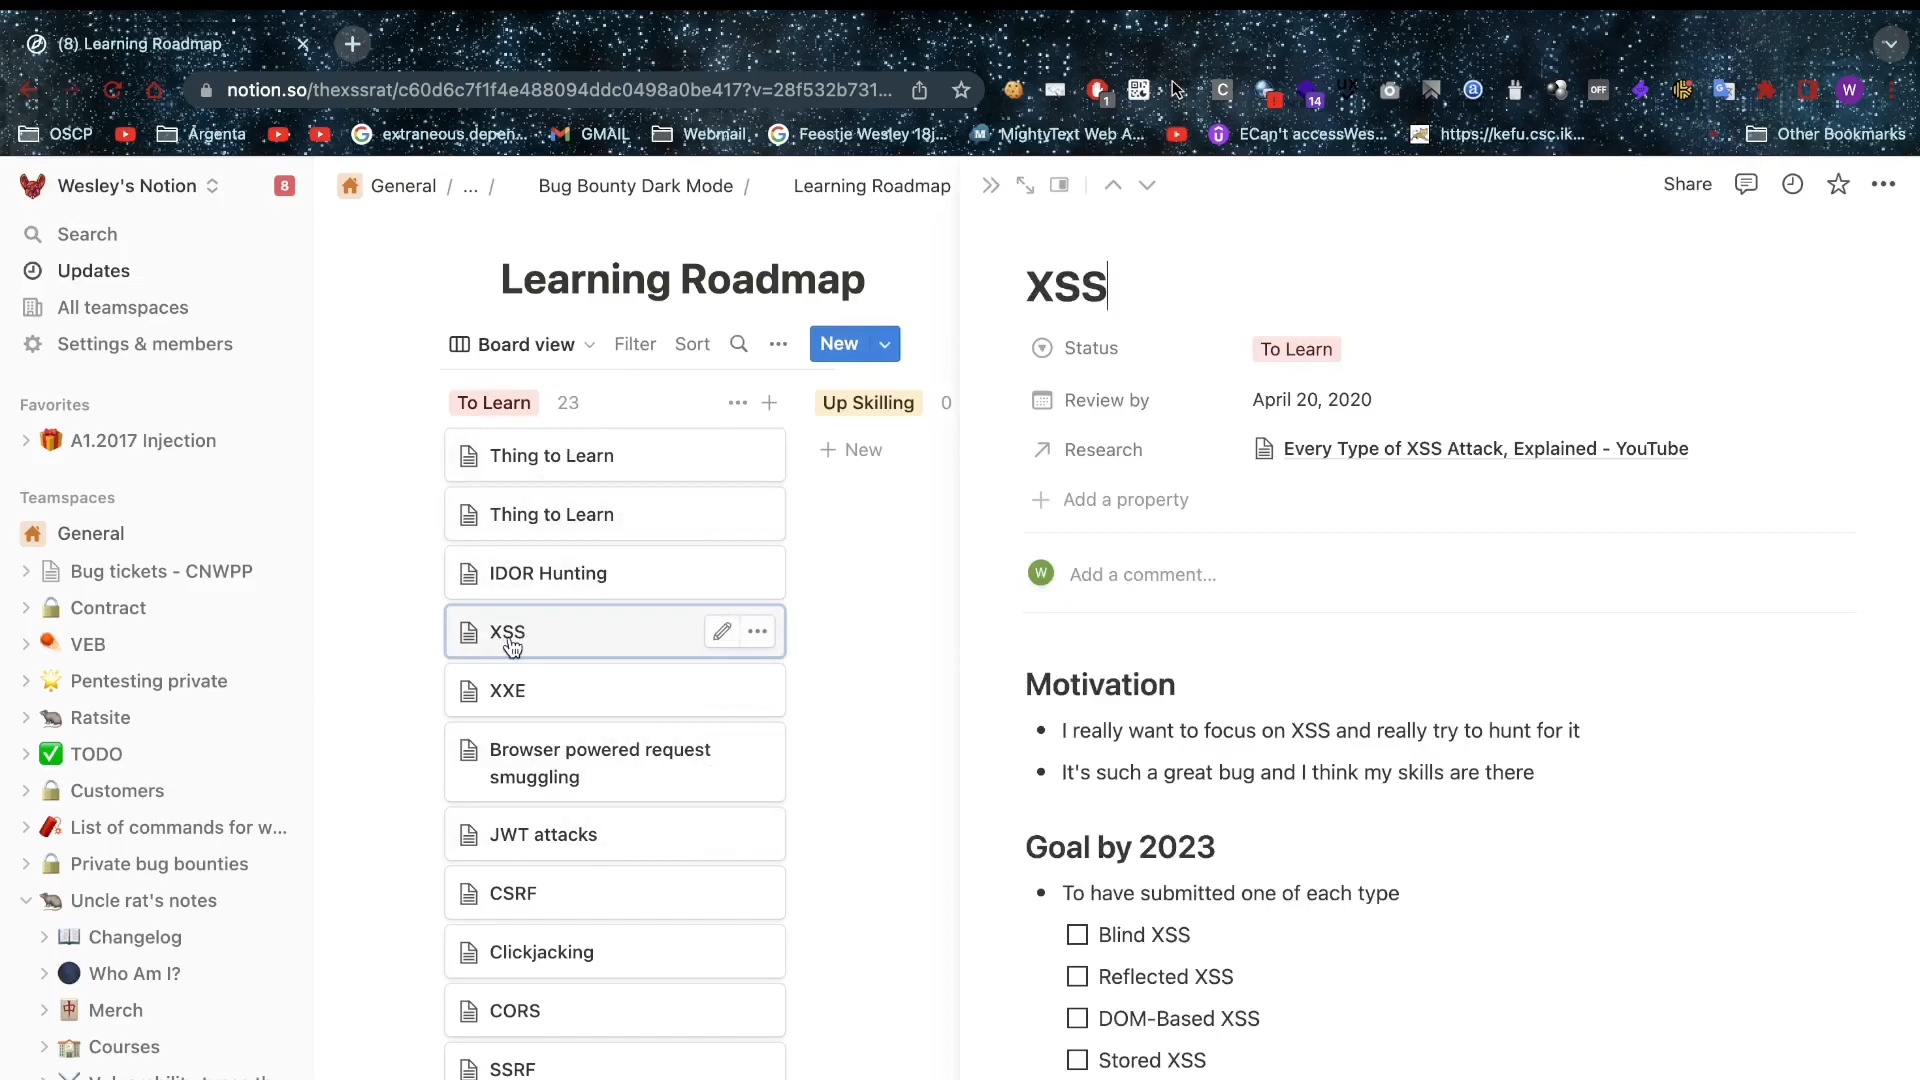 (8) Learning Roadmap
notion.so/thexssrat/c60d6c7f1f4e488094ddc0498a0be417?v=28f532b731...
1
C
14
OFF
W
OSCP
Argenta
extraneous.depen...
GMAIL
Webmail
Feestje Wesley 18j...
MightyText Web A...
ECan't accessWes...
https://kefu.csc.ik...
Other Bookmarks
Wesley's Notion
8
Search
Updates
All teamspaces
Settings & members
Favorites
A1.2017 Injection
Teamspaces
General
Bug tickets - CNWPP
Contract
VEB
Pentesting private
Ratsite
TODO
Customers
List of commands for w...
Private bug bounties
Uncle rat's notes
Changelog
Who Am I?
Merch
Courses
General / ... / Bug Bounty Dark Mode / Learning Roadmap
Learning Roadmap
Board view Filter Sort New
To Learn 23
Thing to Learn
Thing to Learn
IDOR Hunting
XSS
XXE
Browser powered request
smuggling
JWT attacks
CSRF
Clickjacking
CORS
SSRF
Up Skilling 0
New
Share
XSS
Status To Learn
Review by April 20, 2020
Research Every Type of XSS Attack, Explained - YouTube
Add a property
W Add a comment...
Motivation
• I really want to focus on XSS and really try to hunt for it
• It's such a great bug and I think my skills are there
Goal by 2023
• To have submitted one of each type
Blind XSS
Reflected XSS
DOM-Based XSS
Stored XSS